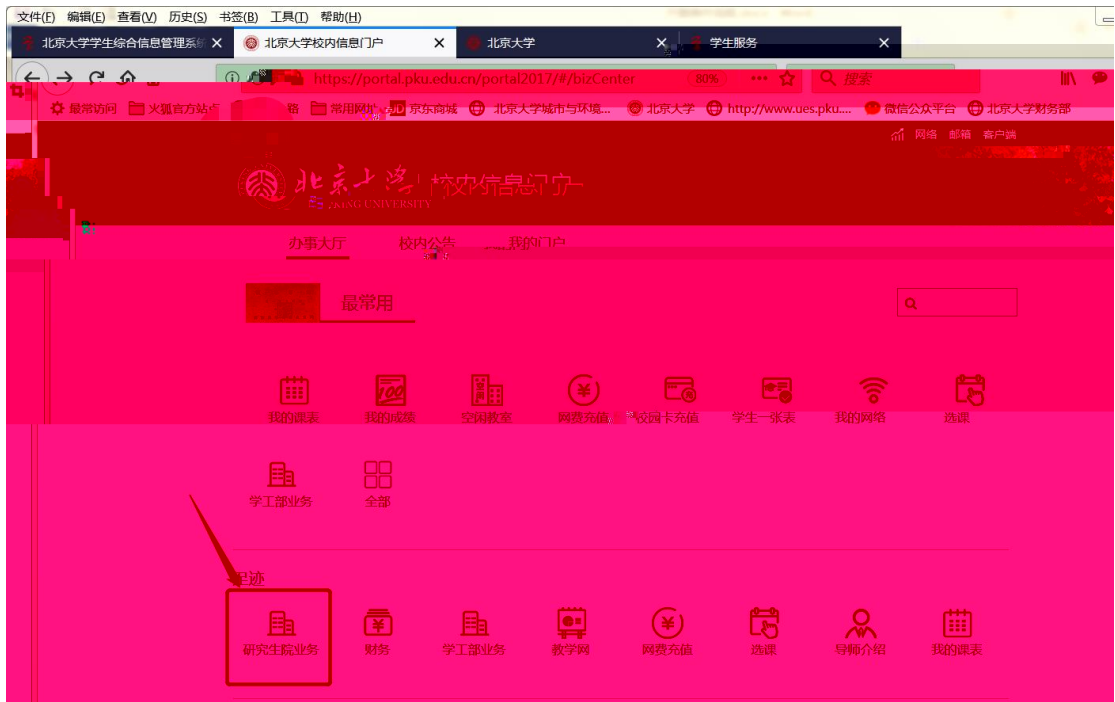 文件(F) 编辑(E) 查看(V) 历史(S) 书签(B) 工具(T) 帮助(H)
北京大学学生综合信息管理系统 北京大学校内信息门户 北京大学 学生服务
https://portal.pku.edu.cn/portal2017/#/bizCenter 80% 搜索
最常访问 火狐官方站点 常用网址 京东商城 北京大学城市与环境... 北京大学 http://www.ues.pku.... 微信公众平台 北京大学财务部
网络 邮箱 客户端
北京大学 校内信息门户
PEKING UNIVERSITY
办事大厅 校内公告 我的门户
最常用
我的课表 我的成绩 空闲教室 网费充值 校园卡充值 学生一张表 我的网络 选课
学工部业务 全部
足迹
研究生院业务 财务 学工部业务 教学网 网费充值 选课 导师介绍 我的课表